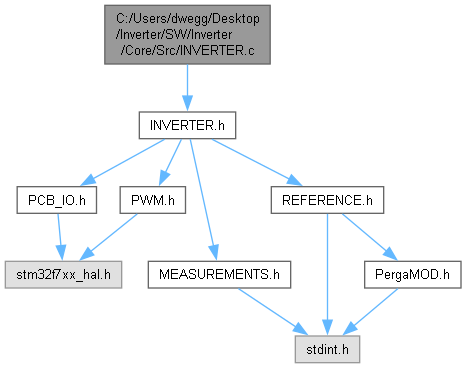 C:/Users/dwegg/Desktop
/Inverter/SW/Inverter
/Core/Src/INVERTER.c
INVERTER.h
PCB_IO.h
PWM.h
REFERENCE.h
stm32f7xx_hal.h
MEASUREMENTS.h
PergaMOD.h
stdint.h